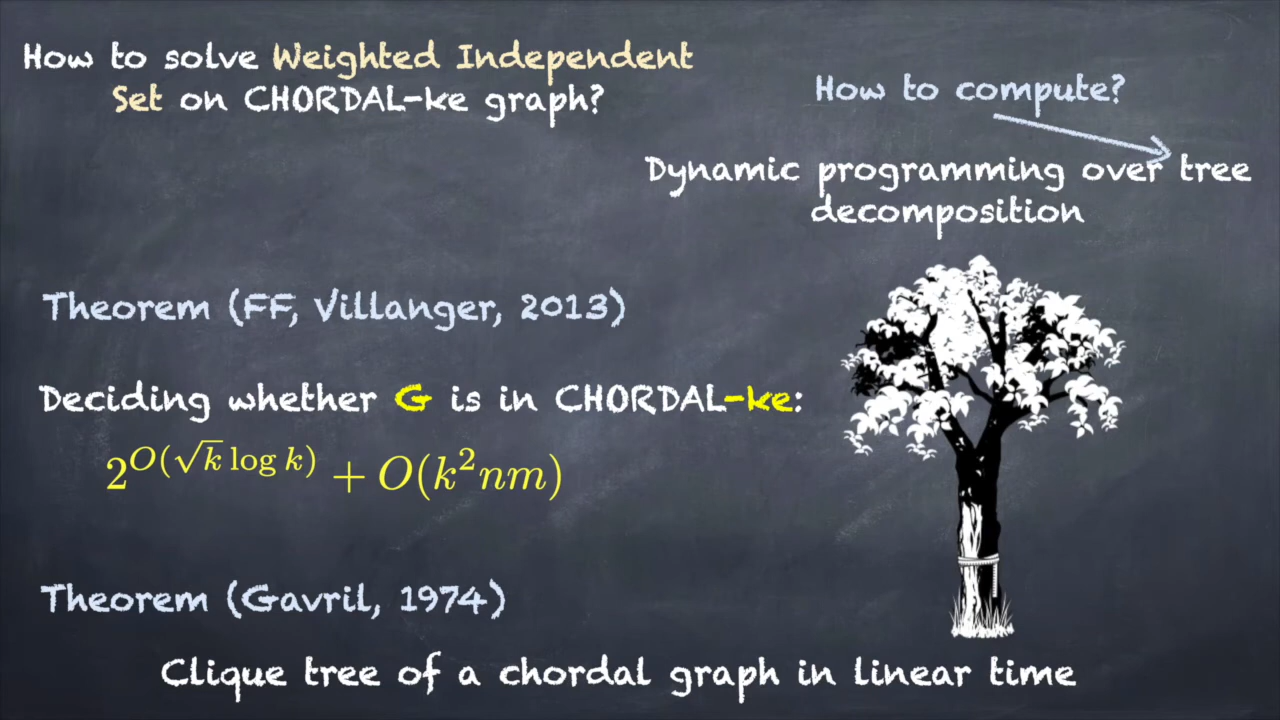 How to solve Weighted Independent
Set on CHORDAL-ke graph?
How to compute?
Dynamic programming over tree
decomposition
Theorem (FF, Villanger, 2013)
Deciding whether G is in CHORDAL-ke:
2^{O(√k log k)} + O(k²nm)
Theorem (Gavril, 1974)
Clique tree of a chordal graph in linear time